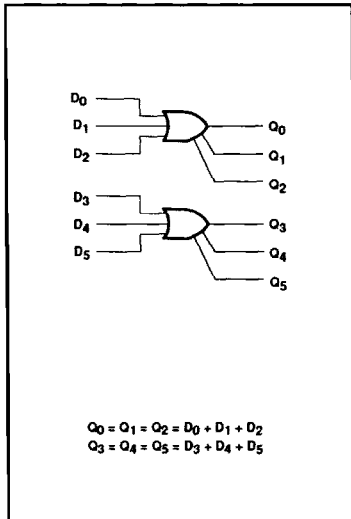 D0
D1
D2
Q0
Q1
Q2
D3
D4
D5
Q3
Q4
Q5
Q0 = Q1 = Q2 = D0 + D1 + D2
Q3 = Q4 = Q5 = D3 + D4 + D5